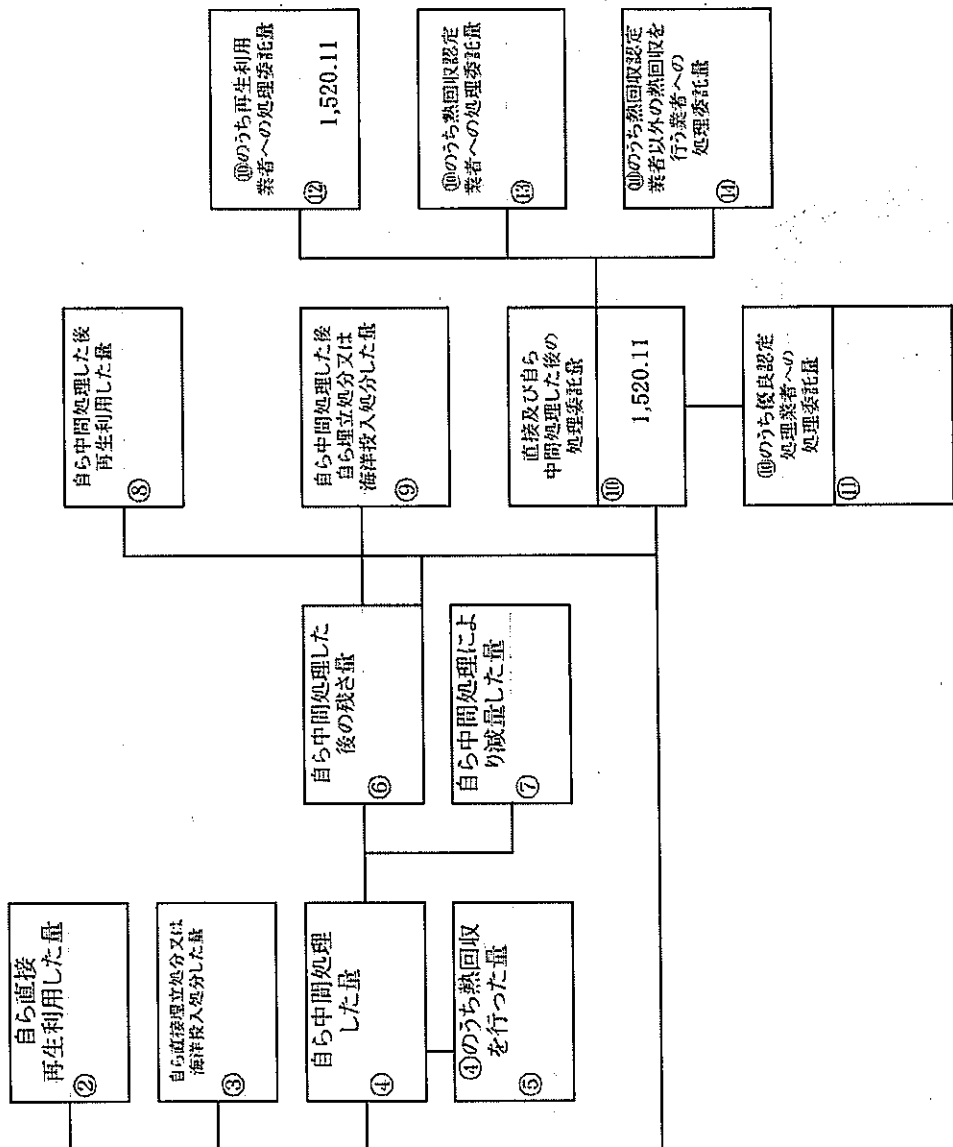 自ら直接
再生利用した量
②
自ら直接埋立処分又は
海洋投入処分した量
③
自ら中間処理
した量
④
④のうち熱回収
を行った量
⑤
自ら中間処理した
後の残さ量
⑥
自ら中間処理によ
り減量した量
⑦
自ら中間処理した後
再生利用した量
⑧
自ら中間処理した後
自ら埋立処分又は
海洋投入処分した量
⑨
直接及び自ら
中間処理した後の
処理委託量
⑩
1,520.11
⑩のうち優良認定
処理業者への
処理委託量
⑪
⑩のうち再生利用
業者への処理委託量
⑫
1,520.11
⑩のうち熱回収認定
業者への処理委託量
⑬
⑩のうち熱回収認定
業者以外の熱回収を
行う業者への
処理委託量
⑭